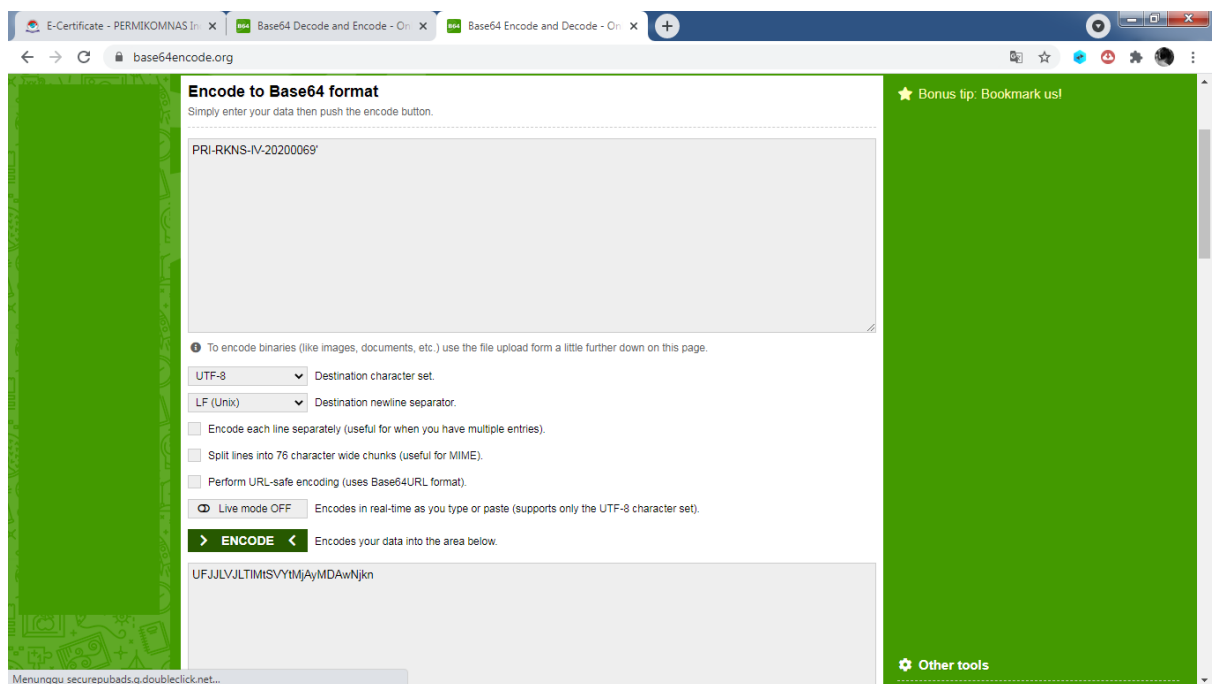 E-Certificate - PERMIKOMNAS In
Base64 Decode and Encode - On
Base64 Encode and Decode - On
base64encode.org
Encode to Base64 format
Simply enter your data then push the encode button.
Bonus tip: Bookmark us!
PRI-RKNS-IV-20200069'
To encode binaries (like images, documents, etc.) use the file upload form a little further down on this page.
UTF-8 Destination character set.
LF (Unix) Destination newline separator.
Encode each line separately (useful for when you have multiple entries).
Split lines into 76 character wide chunks (useful for MIME).
Perform URL-safe encoding (uses Base64URL format).
Live mode OFF Encodes in real-time as you type or paste (supports only the UTF-8 character set).
> ENCODE < Encodes your data into the area below.
UFJJLVJLTlMtSVYtMjAyMDAwNjkn
Other tools
Menunggu securepubads.g.doubleclick.net...